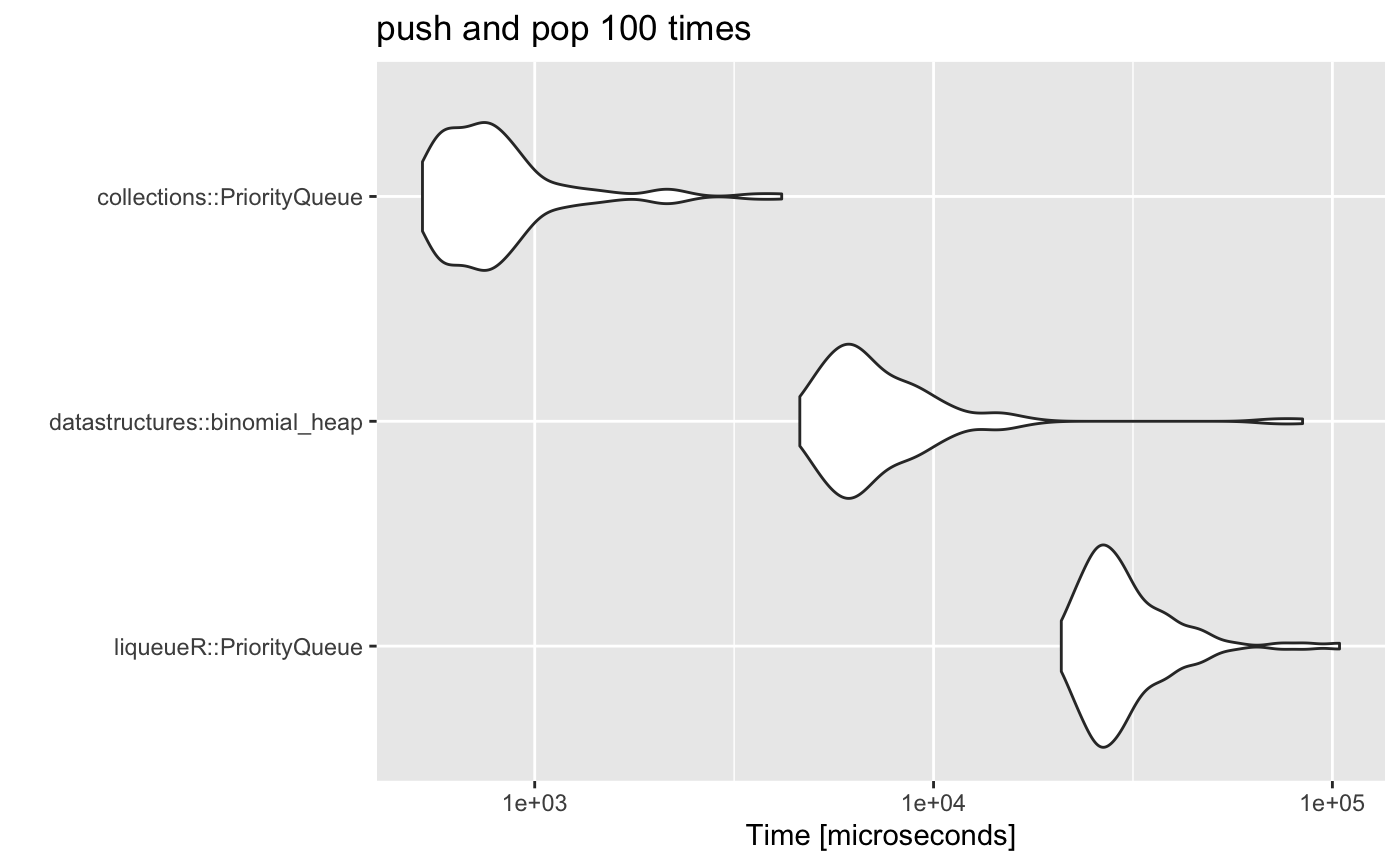 push and pop 100 times
collections::PriorityQueue
datastructures::binomial_heap
liqueueR::PriorityQueue
1e+03 1e+04 1e+05
Time [microseconds]